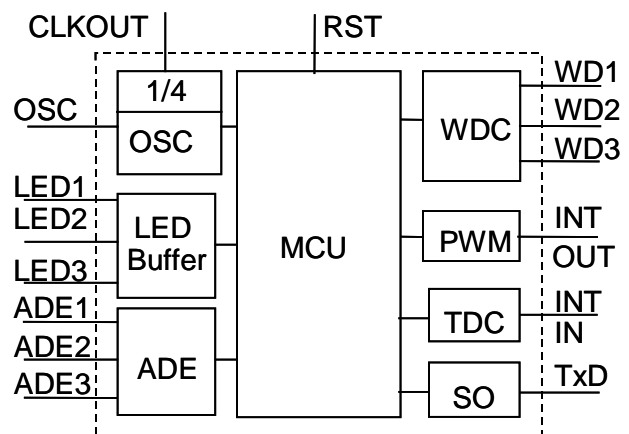 CLKOUT
RST
1/4
OSC
OSC
LED1
LED2
LED3
LED
Buffer
ADE1
ADE2
ADE3
ADE
MCU
WDC
WD1
WD2
WD3
PWM
INT
OUT
TDC
INT
IN
SO
TxD